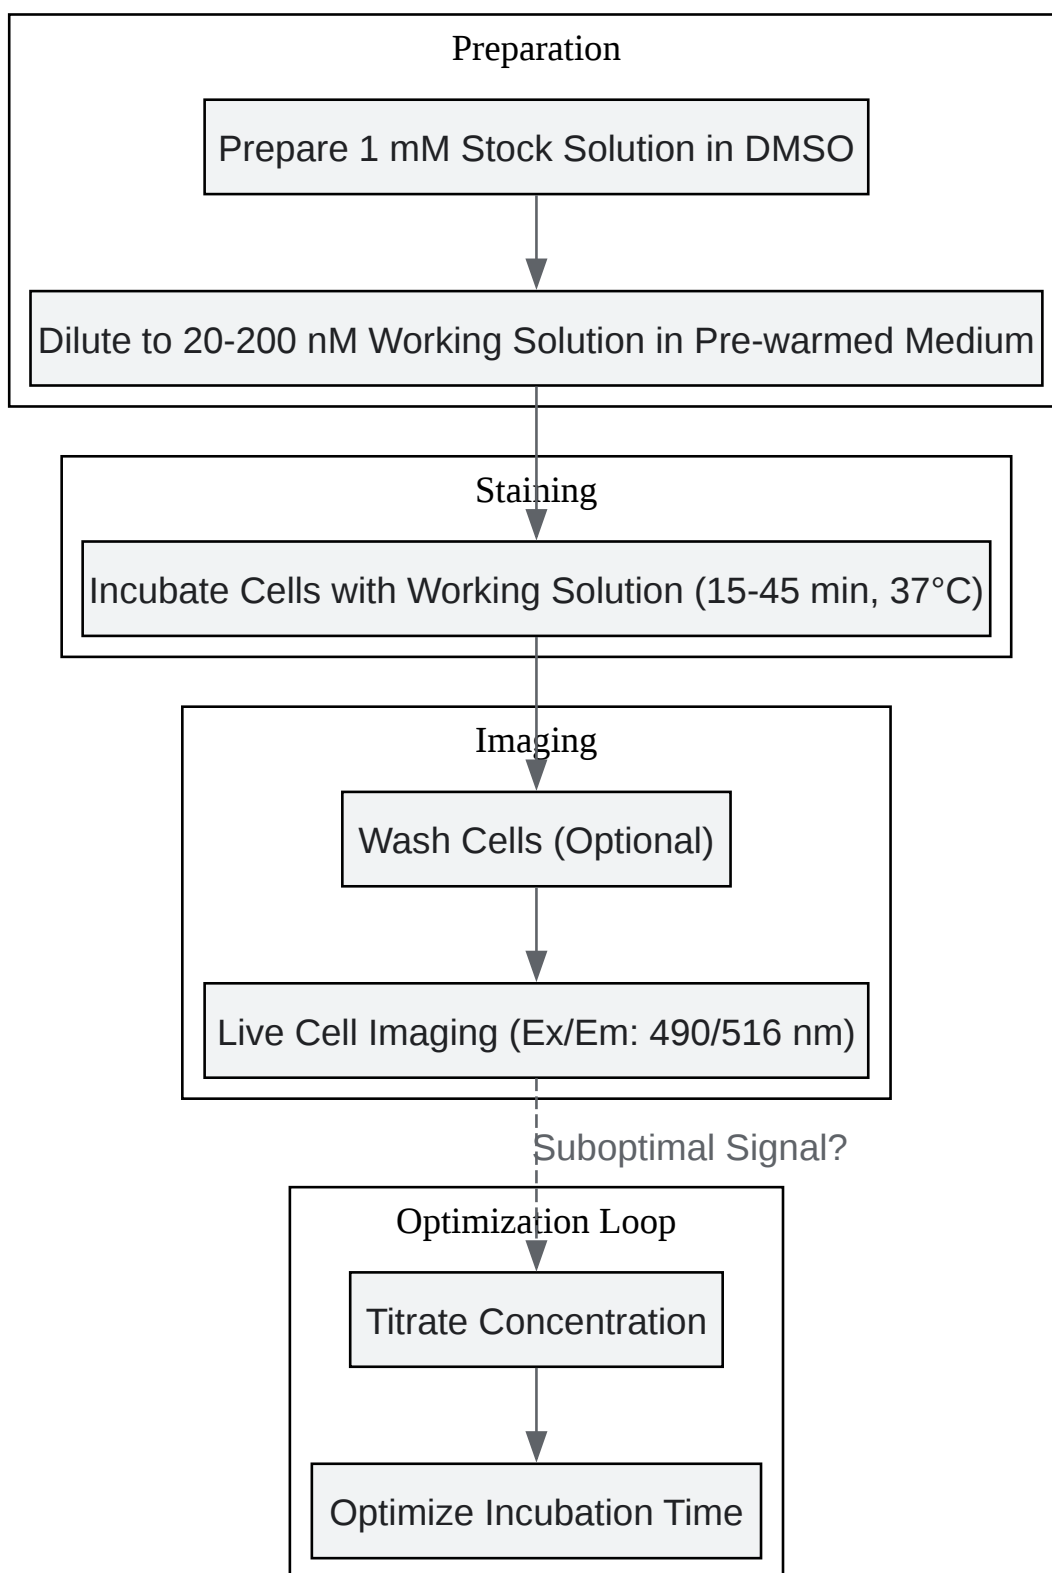 Preparation
Prepare 1 mM Stock Solution in DMSO
Dilute to 20-200 nM Working Solution in Pre-warmed Medium
Staining
Incubate Cells with Working Solution (15-45 min, 37°C)
Imaging
Wash Cells (Optional)
Live Cell Imaging (Ex/Em: 490/516 nm)
Suboptimal Signal?
Optimization Loop
Titrate Concentration
Optimize Incubation Time